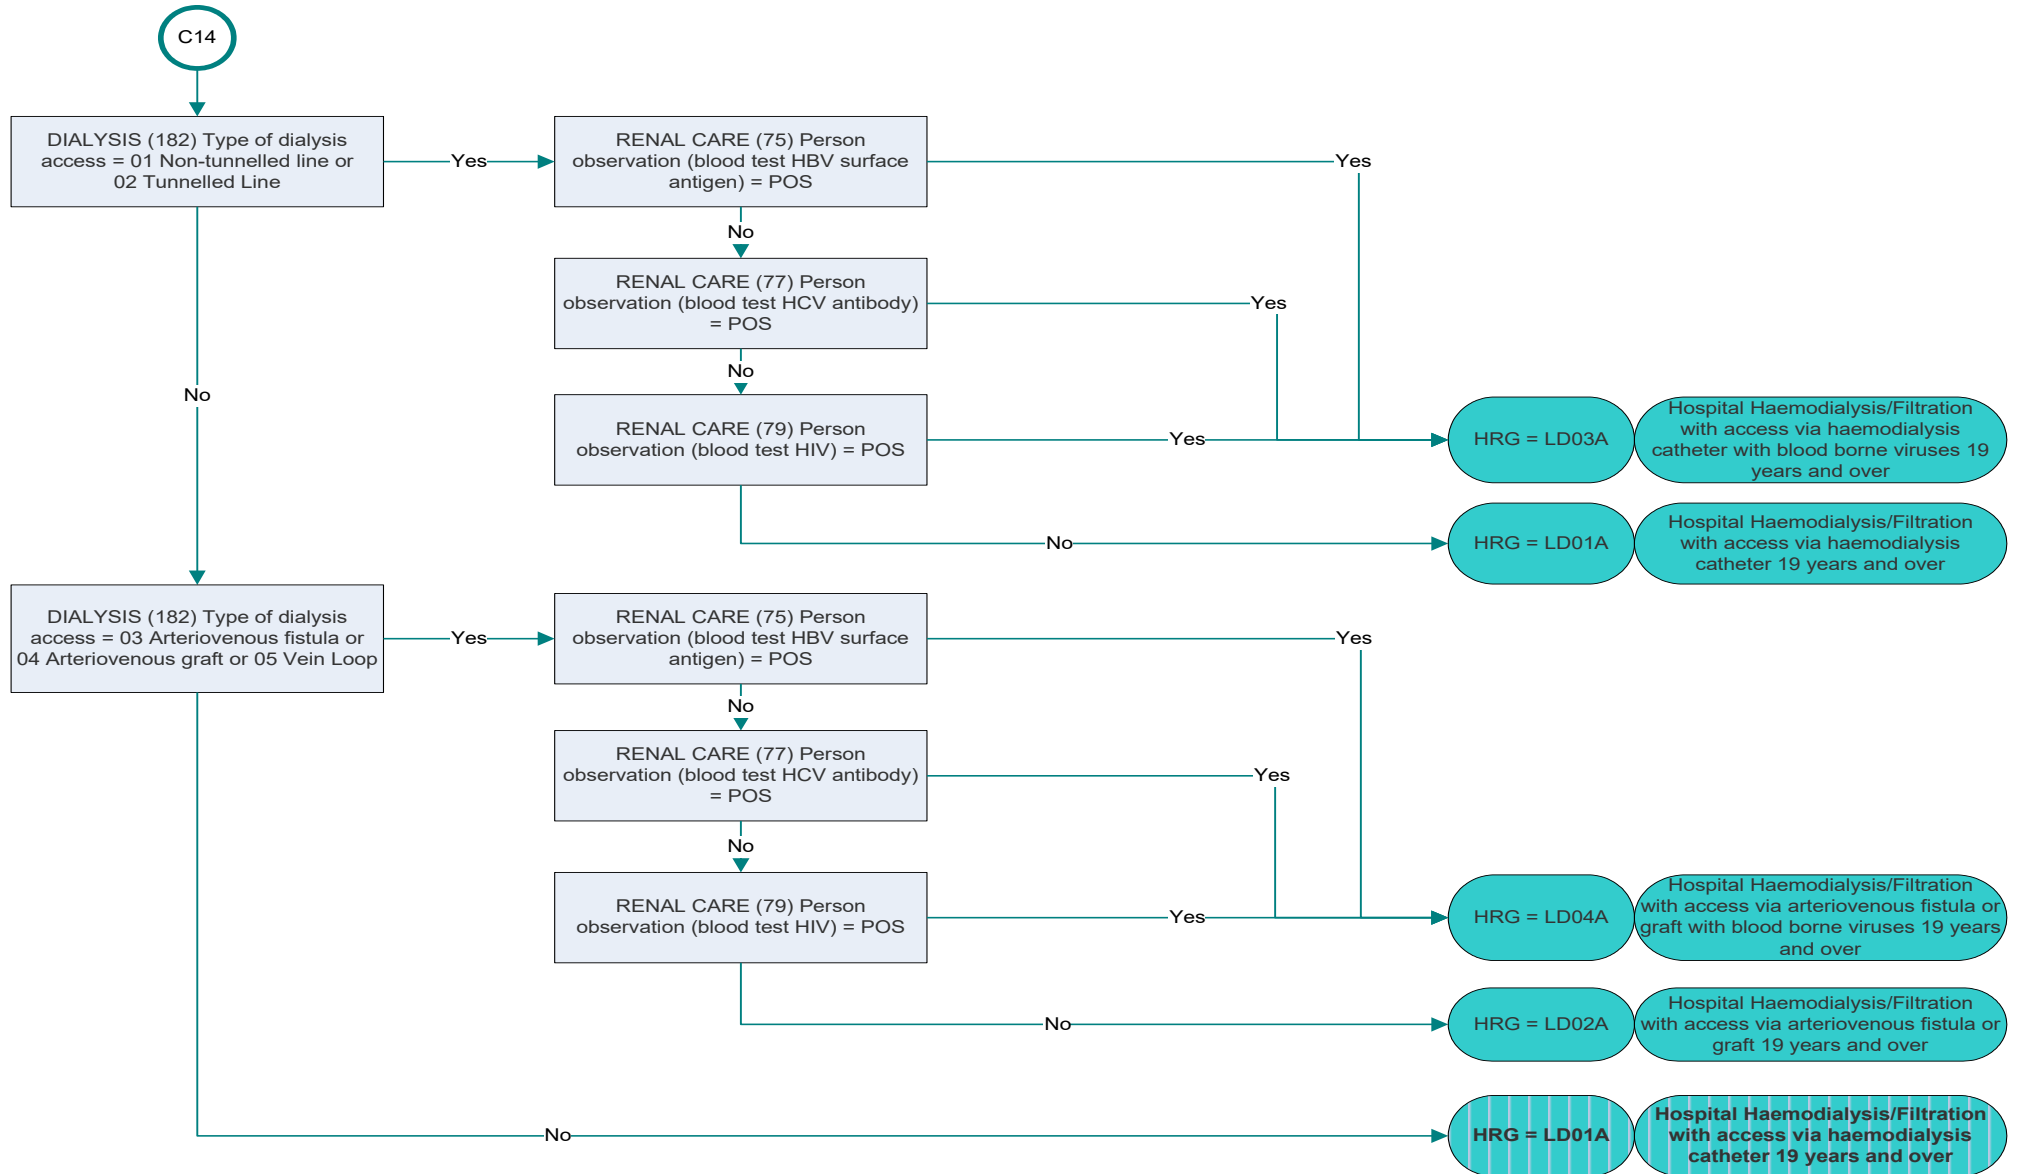 C14
DIALYSIS (182) Type of dialysis
access = 01 Non-tunnelled line or
02 Tunnelled Line
Yes
RENAL CARE (75) Person
observation (blood test HBV surface
antigen) = POS
Yes
No
RENAL CARE (77) Person
observation (blood test HCV antibody)
= POS
Yes
No
No
RENAL CARE (79) Person
observation (blood test HIV) = POS
Yes
HRG = LD03A
Hospital Haemodialysis/Filtration
with access via haemodialysis
catheter with blood borne viruses 19
years and over
No
HRG = LD01A
Hospital Haemodialysis/Filtration
with access via haemodialysis
catheter 19 years and over
DIALYSIS (182) Type of dialysis
access = 03 Arteriovenous fistula or
04 Arteriovenous graft or 05 Vein Loop
Yes
RENAL CARE (75) Person
observation (blood test HBV surface
antigen) = POS
Yes
No
RENAL CARE (77) Person
observation (blood test HCV antibody)
= POS
Yes
No
RENAL CARE (79) Person
observation (blood test HIV) = POS
Yes
HRG = LD04A
Hospital Haemodialysis/Filtration
with access via arteriovenous fistula or
graft with blood borne viruses 19 years
and over
No
HRG = LD02A
Hospital Haemodialysis/Filtration
with access via arteriovenous fistula or
graft 19 years and over
No
HRG = LD01A
Hospital Haemodialysis/Filtration
with access via haemodialysis
catheter 19 years and over